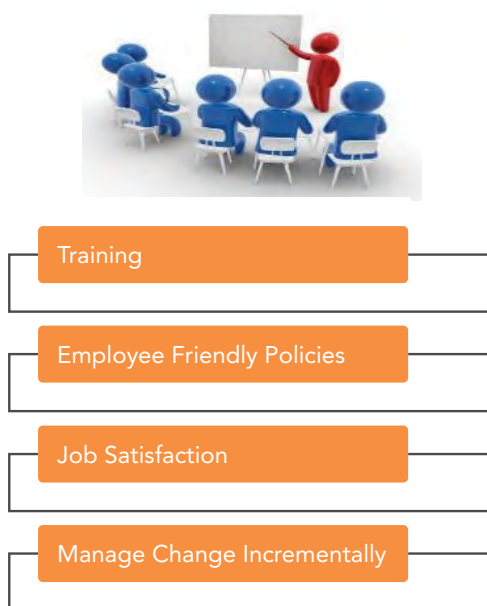 Training
Employee Friendly Policies
Job Satisfaction
Manage Change Incrementally